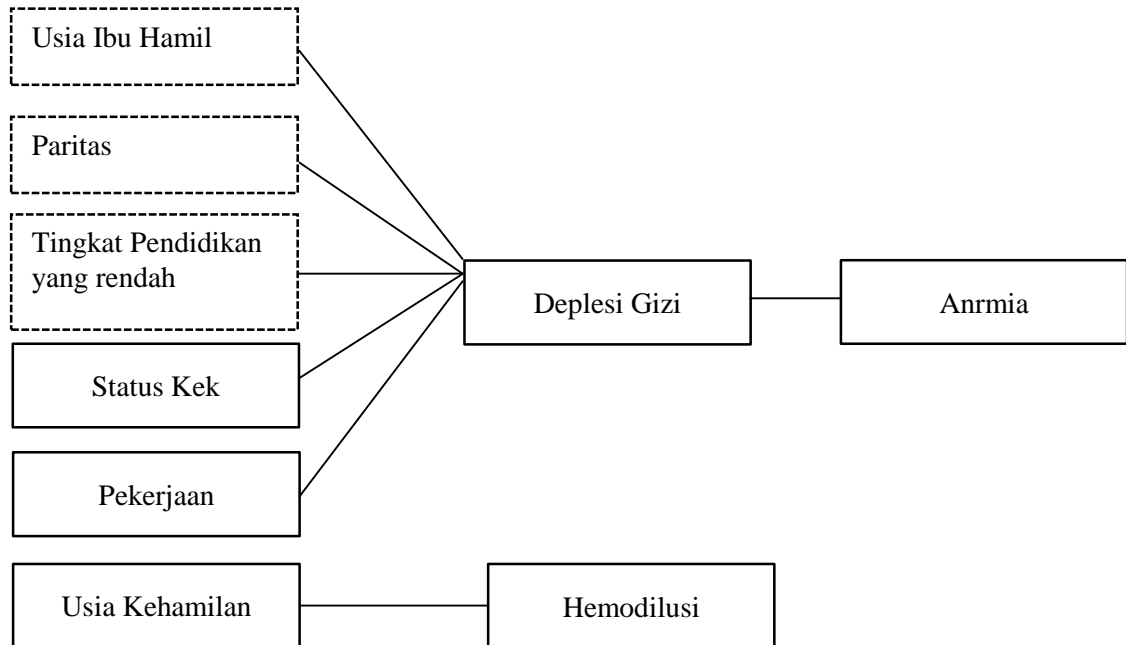 Usia Ibu Hamil
Paritas
Tingkat Pendidikan
yang rendah
Deplesi Gizi
Anrmia
Status Kek
Pekerjaan
Usia Kehamilan
Hemodilusi